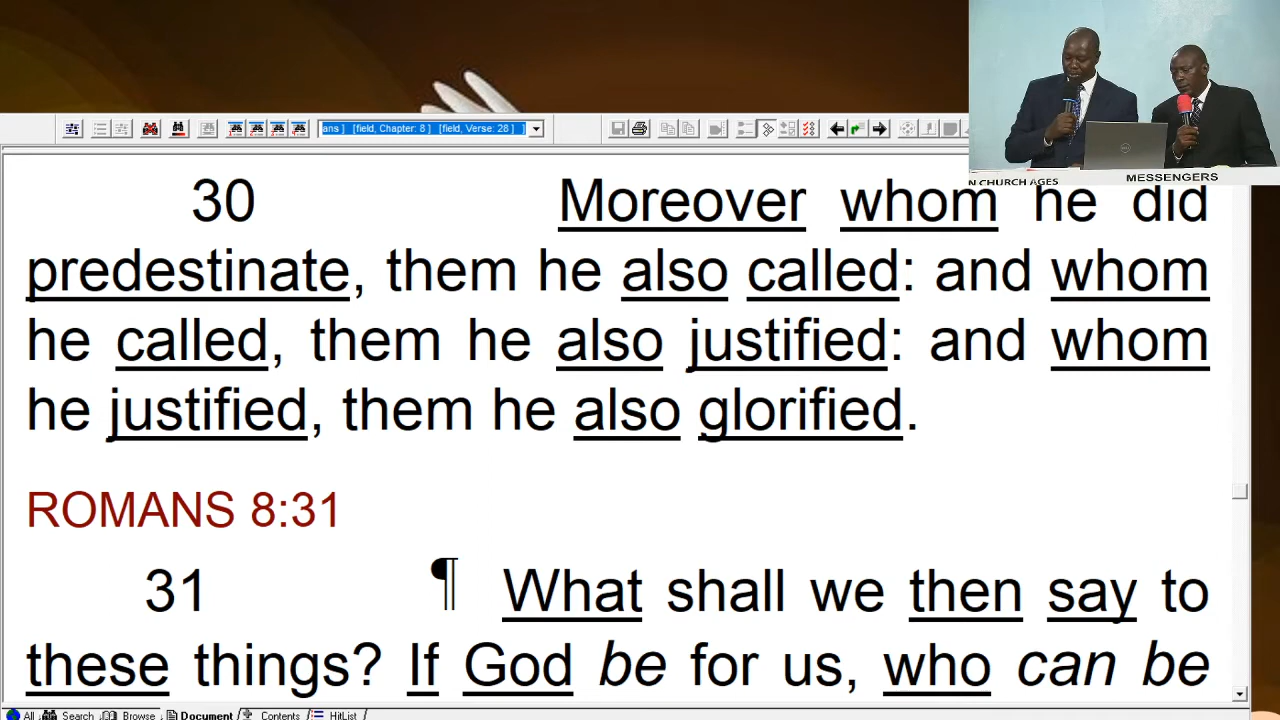 ans ] [field, Chapter: 8 ] [field, Verse: 28 ] ]
N CHURCH AGES
MESSENGERS
30 Moreover whom he did
predestinate, them he also called: and whom
he called, them he also justified: and whom
he justified, them he also glorified.
ROMANS 8:31
31 ¶ What shall we then say to
these things? If God be for us, who can be
All Search Browse Document Contents HitList